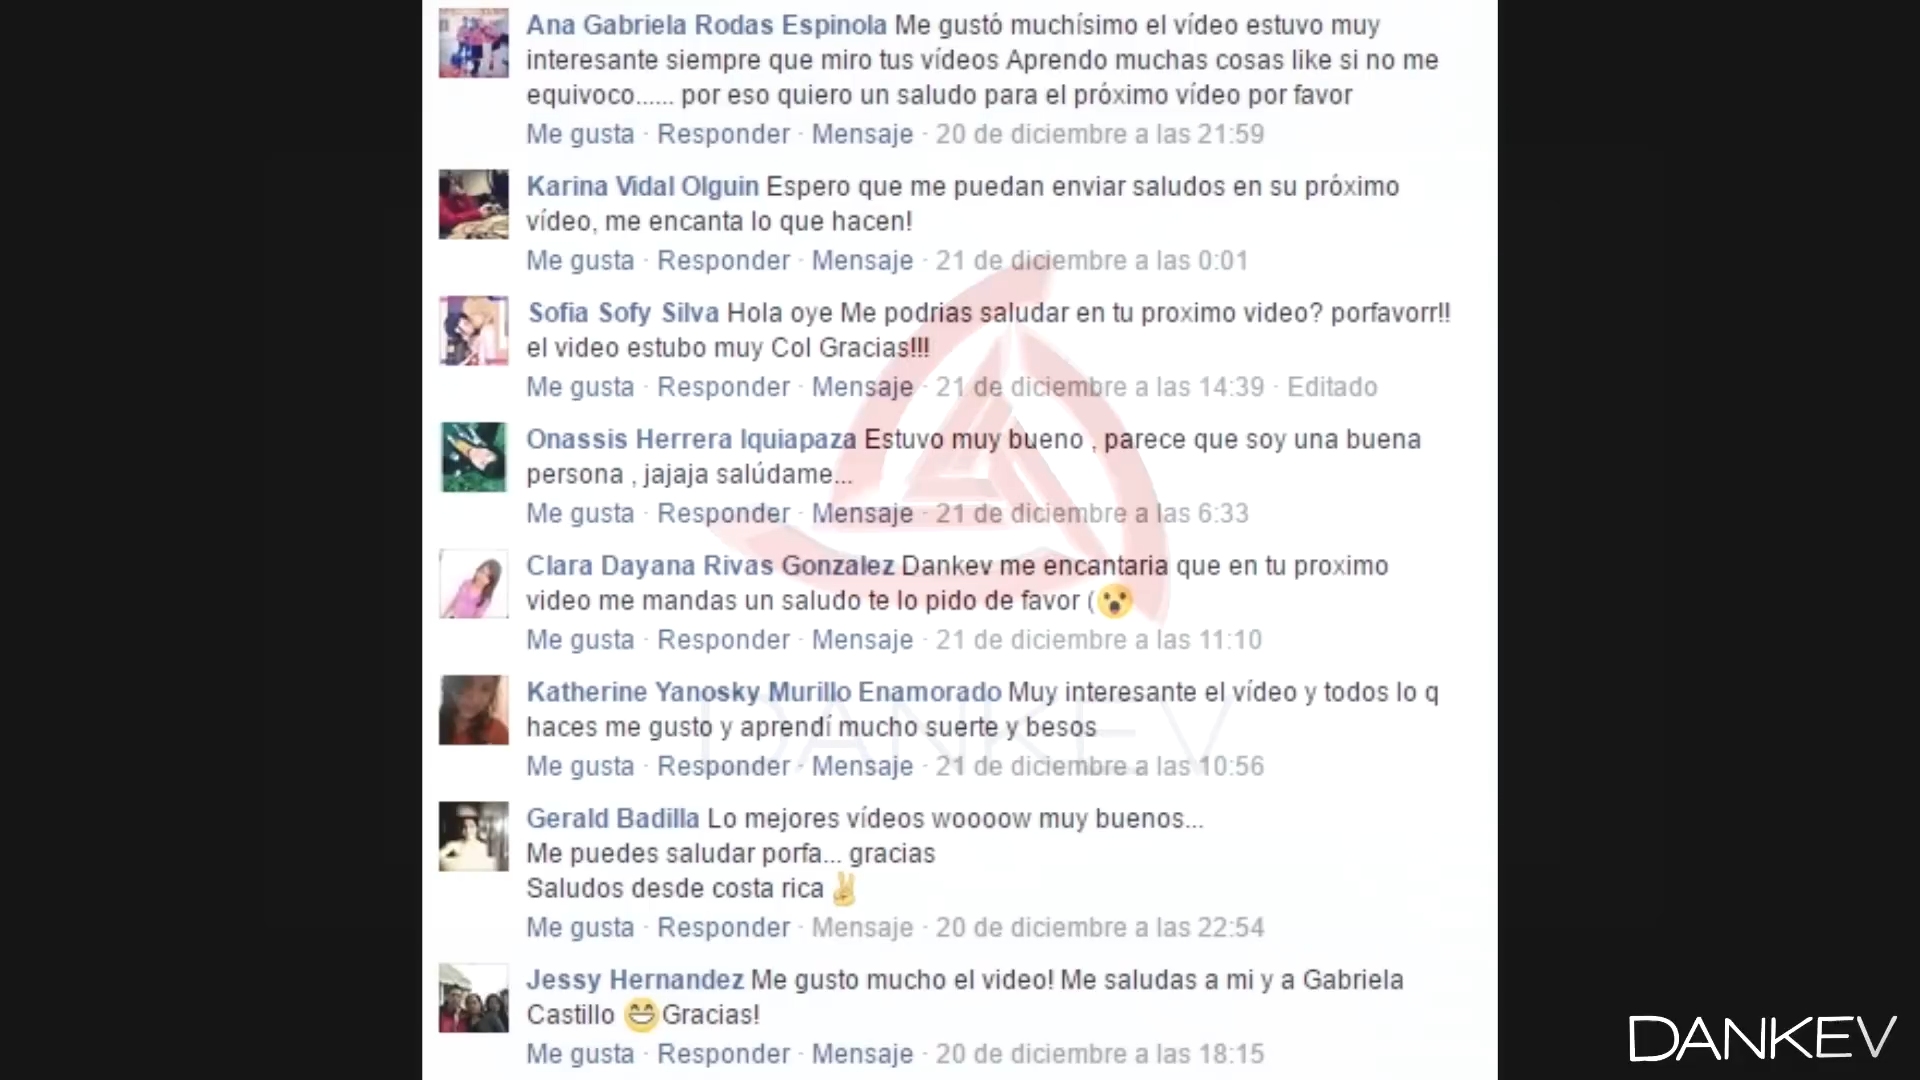 Ana Gabriela Rodas Espinola Me gustó muchísimo el vídeo estuvo muy
interesante siempre que miro tus vídeos Aprendo muchas cosas like si no me
equivoco...... por eso quiero un saludo para el próximo vídeo por favor
Me gusta · Responder · Mensaje · 20 de diciembre a las 21:59
Karina Vidal Olguin Espero que me puedan enviar saludos en su próximo
vídeo, me encanta lo que hacen!
Me gusta · Responder · Mensaje · 21 de diciembre a las 0:01
Sofia Sofy Silva Hola oye Me podrias saludar en tu proximo video? porfavorr!!
el video estubo muy Col Gracias!!!
Me gusta · Responder · Mensaje · 21 de diciembre a las 14:39 · Editado
Onassis Herrera Iquiapaza Estuvo muy bueno , parece que soy una buena
persona , jajaja salúdame...
Me gusta · Responder · Mensaje · 21 de diciembre a las 6:33
Clara Dayana Rivas Gonzalez Dankev me encantaria que en tu proximo
video me mandas un saludo te lo pido de favor (😮
Me gusta · Responder · Mensaje · 21 de diciembre a las 11:10
Katherine Yanosky Murillo Enamorado Muy interesante el vídeo y todos lo q
haces me gusto y aprendí mucho suerte y besos
Me gusta · Responder · Mensaje · 21 de diciembre a las 10:56
DANKEV
Gerald Badilla Lo mejores vídeos woooow muy buenos...
Me puedes saludar porfa... gracias
Saludos desde costa rica ✌
Me gusta · Responder · Mensaje · 20 de diciembre a las 22:54
Jessy Hernandez Me gusto mucho el video! Me saludas a mi y a Gabriela
Castillo 😄 Gracias!
Me gusta · Responder · Mensaje · 20 de diciembre a las 18:15
DANKEV